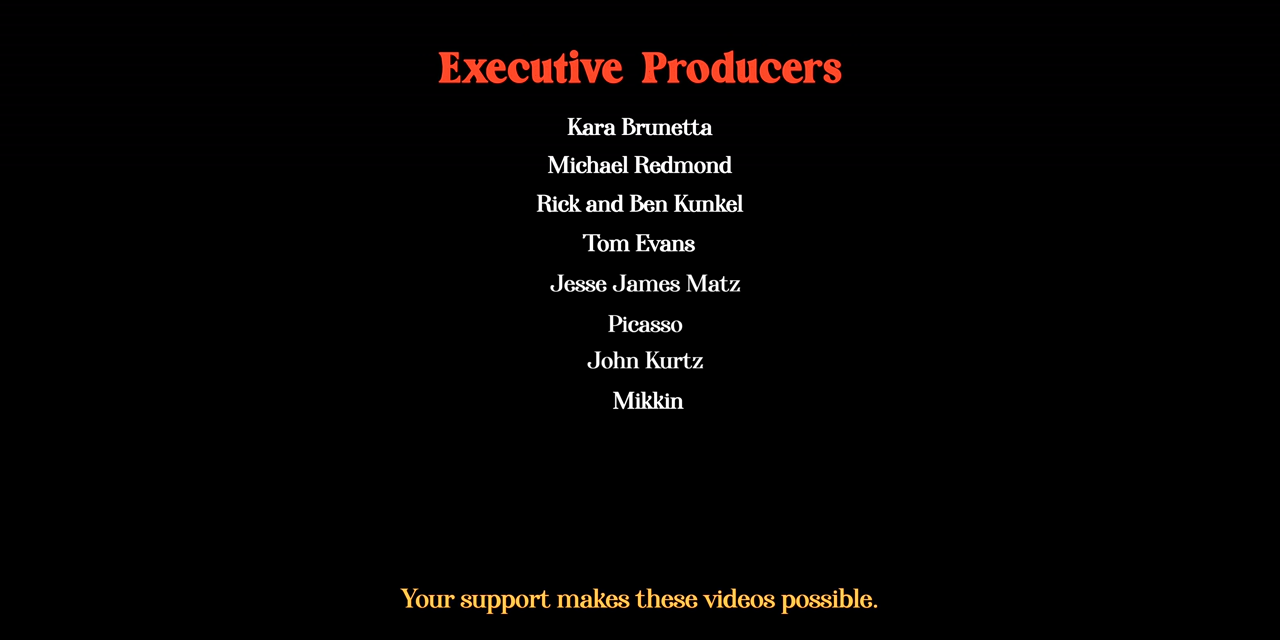 Executive Producers
Kara Brunetta
Michael Redmond
Rick and Ben Kunkel
Tom Evans
Jesse James Matz
Picasso
John Kurtz
Mikkin
Your support makes these videos possible.